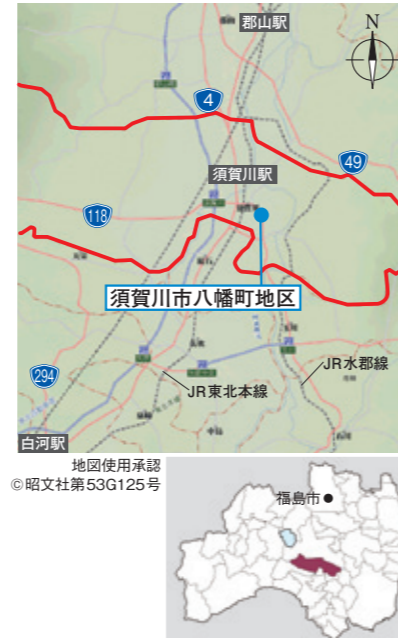 郡山駅
N
4
49
須賀川駅
118
須賀川市八幡町地区
JR水郡線
294
JR東北本線
白河駅
地図使用承認
©昭文社第53G125号
福島市